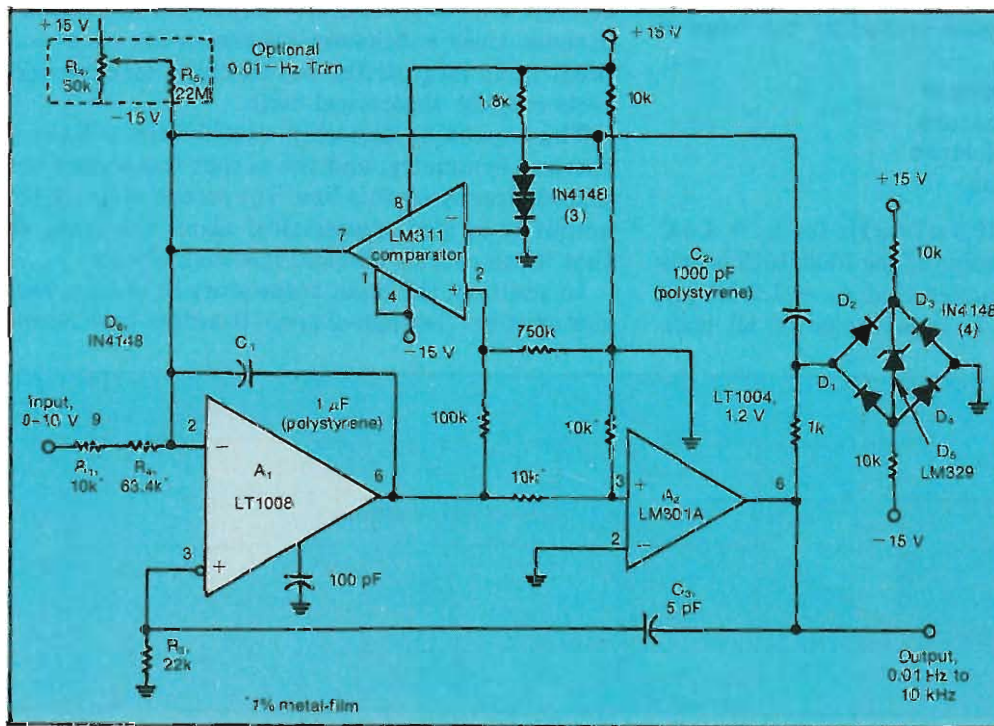 +15 V
R₄,
50k
R₅,
22M
−15 V
Optional
0.01–Hz Trim
+15 V
1.8k
10k
IN4148
(3)
8
7
LM311
comparator
−
2
+
1
4
−15 V
C₂,
1000 pF
(polystyrene)
+15 V
10k
D₂
D₃
IN4148
(4)
D₁
D₄
D₅
LM329
10k
−15 V
IN4148
C₁
1 µF
(polystyrene)
750k
100k
10k*
LT1004,
1.2 V
1k
Input,
0–10 V
9
10k*
63.4k*
2
−
A₁
LT1008
6
3
+
100 pF
10k*
3
+
A₂
LM301A
2
−
6
C₃,
5 pF
22k
Output,
0.01 Hz to
10 kHz
*1% metal-film